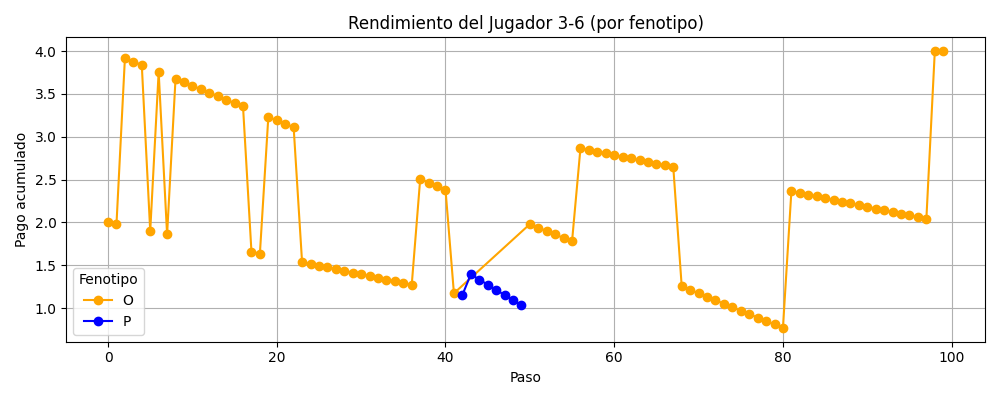 Rendimiento del Jugador 3-6 (por fenotipo)
Pago acumulado
4.0
3.5
3.0
2.5
2.0
1.5
1.0
Fenotipo
O
P
0
20
40
60
80
100
Paso